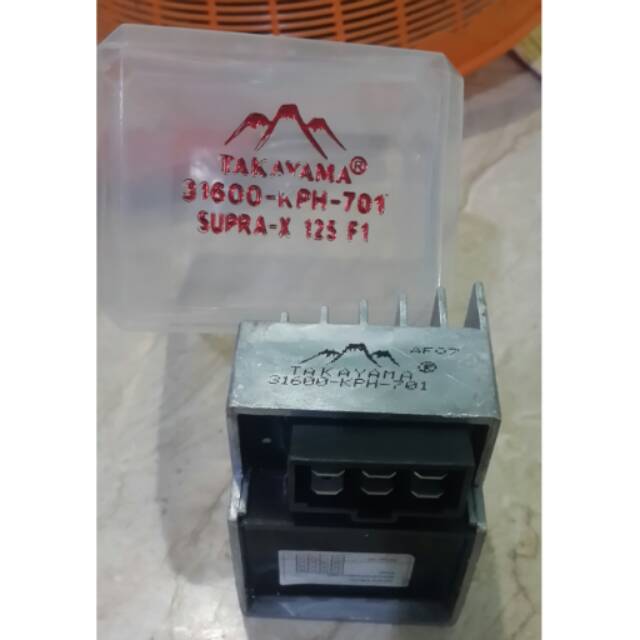 TAKAYAMA®
31600-KPH-701
SUPRA-X 125 F1
AF07
TAKAYAMA®
31600-KPH-701